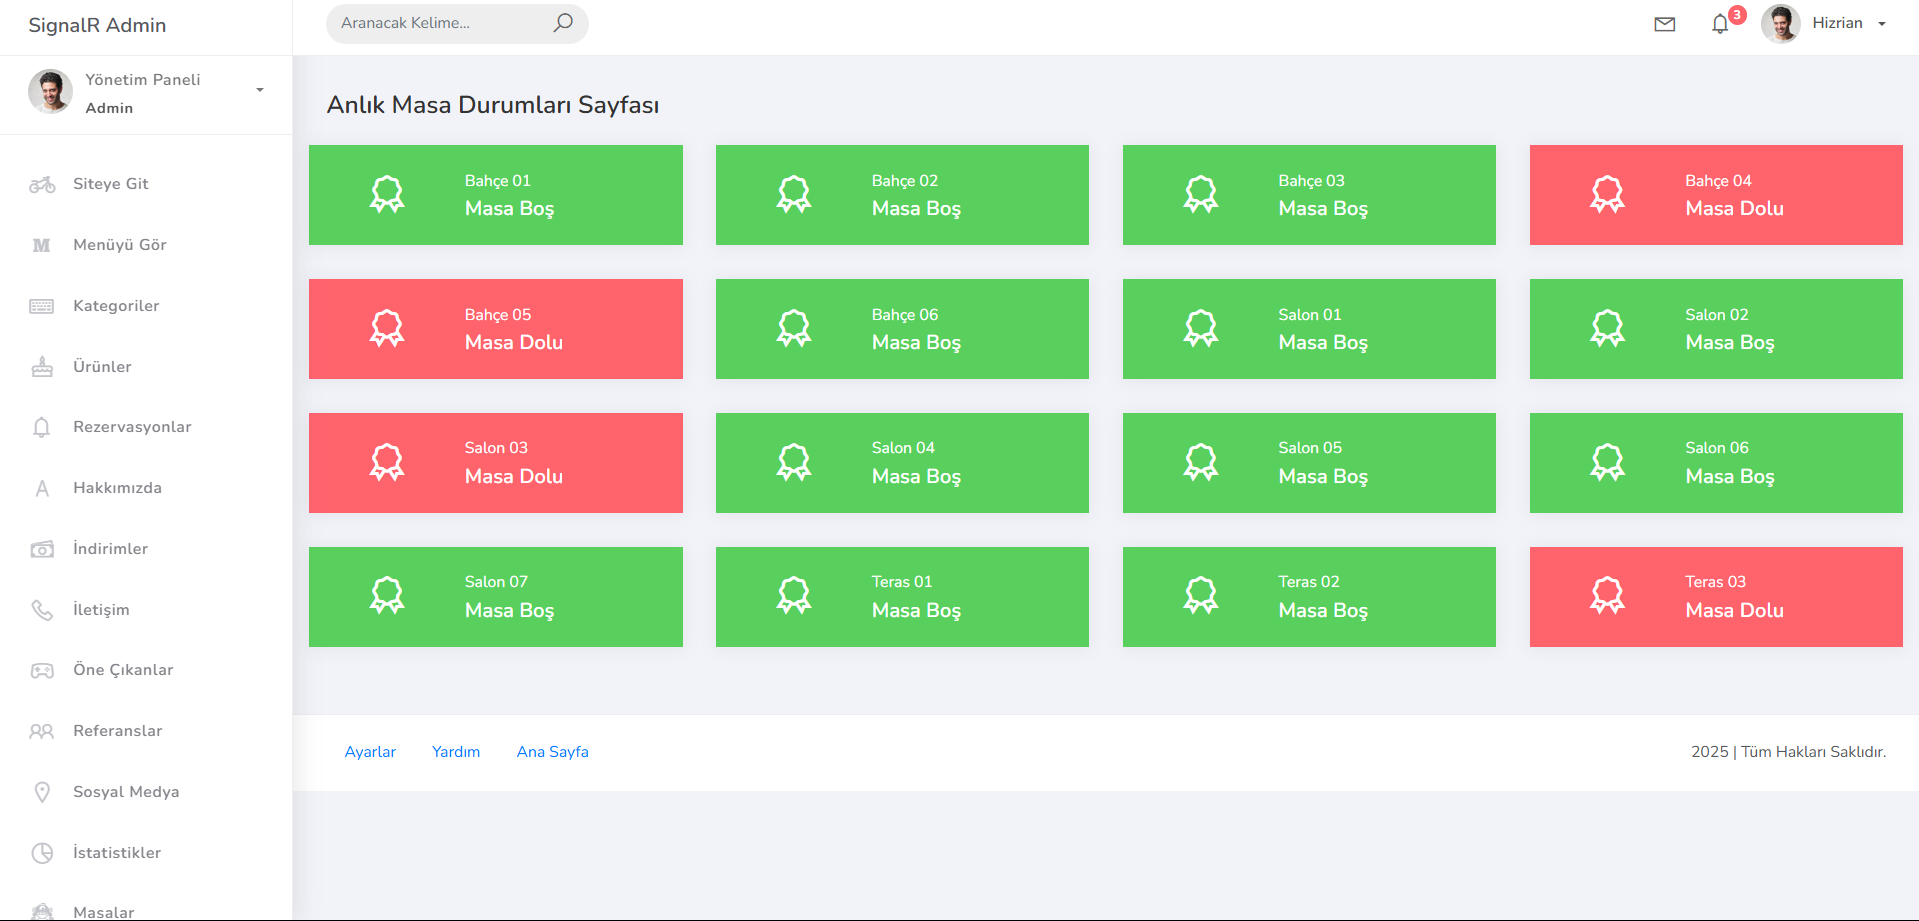 SignalR Admin
Aranacak Kelime...
3
Hizrian
Yönetim Paneli
Admin
Siteye Git
M
Menüyü Gör
Kategoriler
Ürünler
Rezervasyonlar
A
Hakkımızda
İndirimler
İletişim
Öne Çıkanlar
Referanslar
Sosyal Medya
İstatistikler
Masalar
Anlık Masa Durumları Sayfası
Bahçe 01
Masa Boş
Bahçe 02
Masa Boş
Bahçe 03
Masa Boş
Bahçe 04
Masa Dolu
Bahçe 05
Masa Dolu
Bahçe 06
Masa Boş
Salon 01
Masa Boş
Salon 02
Masa Boş
Salon 03
Masa Dolu
Salon 04
Masa Boş
Salon 05
Masa Boş
Salon 06
Masa Boş
Salon 07
Masa Boş
Teras 01
Masa Boş
Teras 02
Masa Boş
Teras 03
Masa Dolu
Ayarlar
Yardım
Ana Sayfa
2025 | Tüm Hakları Saklıdır.